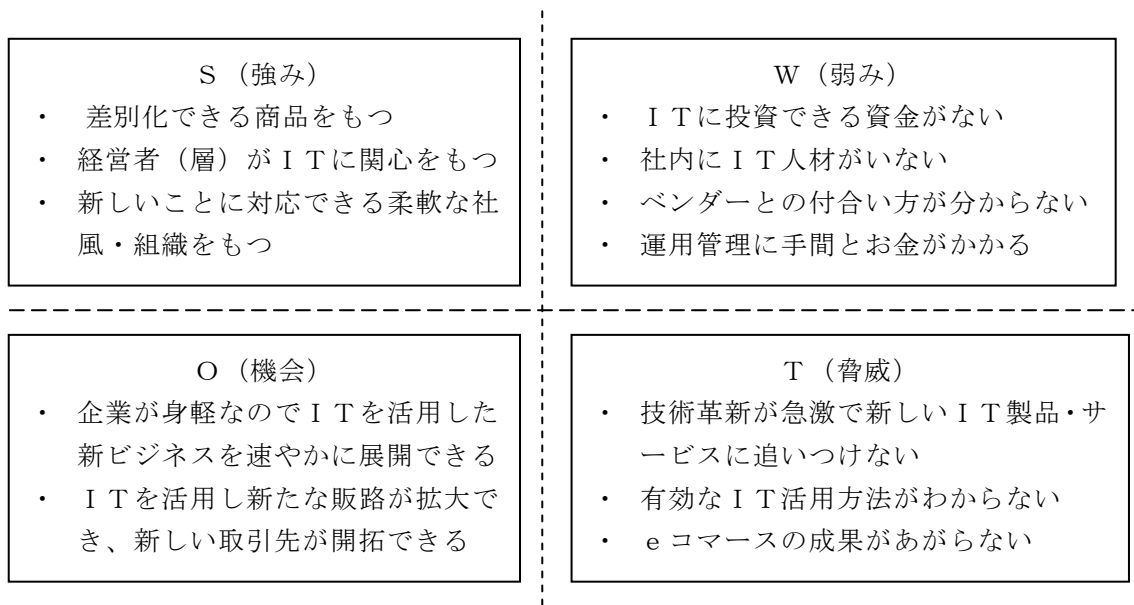 S（強み）
・ 差別化できる商品をもつ
・ 経営者（層）がＩＴに関心をもつ
・ 新しいことに対応できる柔軟な社
風・組織をもつ
W（弱み）
・ ＩＴに投資できる資金がない
・ 社内にＩＴ人材がいない
・ ベンダーとの付合い方が分からない
・ 運用管理に手間とお金がかかる
O（機会）
・ 企業が身軽なのでＩＴを活用した
新ビジネスを速やかに展開できる
・ ＩＴを活用し新たな販路が拡大で
き、新しい取引先が開拓できる
T（脅威）
・ 技術革新が急激で新しいＩＴ製品・サ
ービスに追いつけない
・ 有効なＩＴ活用方法がわからない
・ ｅコマースの成果があがらない